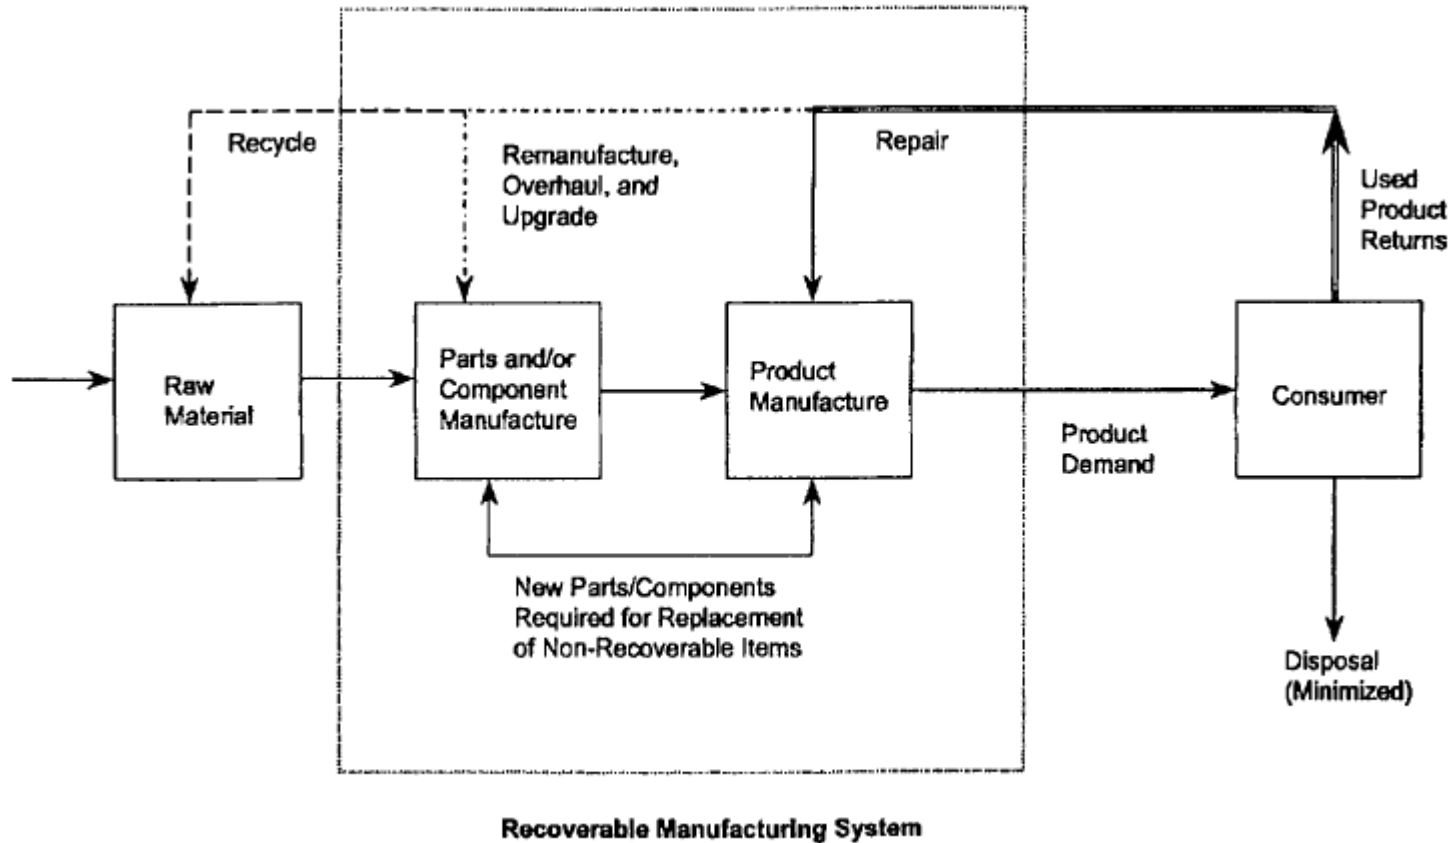 Recycle
Remanufacture,
Overhaul, and
Upgrade
Repair
Used
Product
Returns
Raw
Material
Parts and/or
Component
Manufacture
Product
Manufacture
Consumer
Product
Demand
New Parts/Components
Required for Replacement
of Non-Recoverable Items
Disposal
(Minimized)
Recoverable Manufacturing System